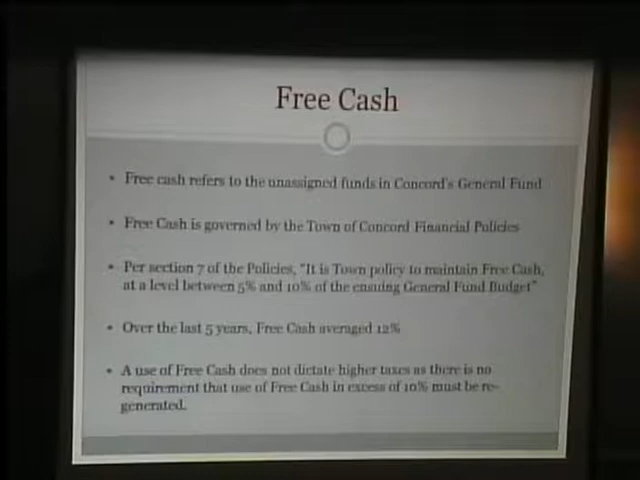 Free Cash
• Free cash refers to the unassigned funds in Concord's General Fund
• Free Cash is governed by the Town of Concord Financial Policies
• Per section 7 of the Policies, "It is Town policy to maintain Free Cash,
at a level between 5% and 10% of the ensuing General Fund Budget"
• Over the last 5 years, Free Cash averaged 12%
• A use of Free Cash does not dictate higher taxes as there is no
requirement that use of Free Cash in excess of 10% must be re-
generated.